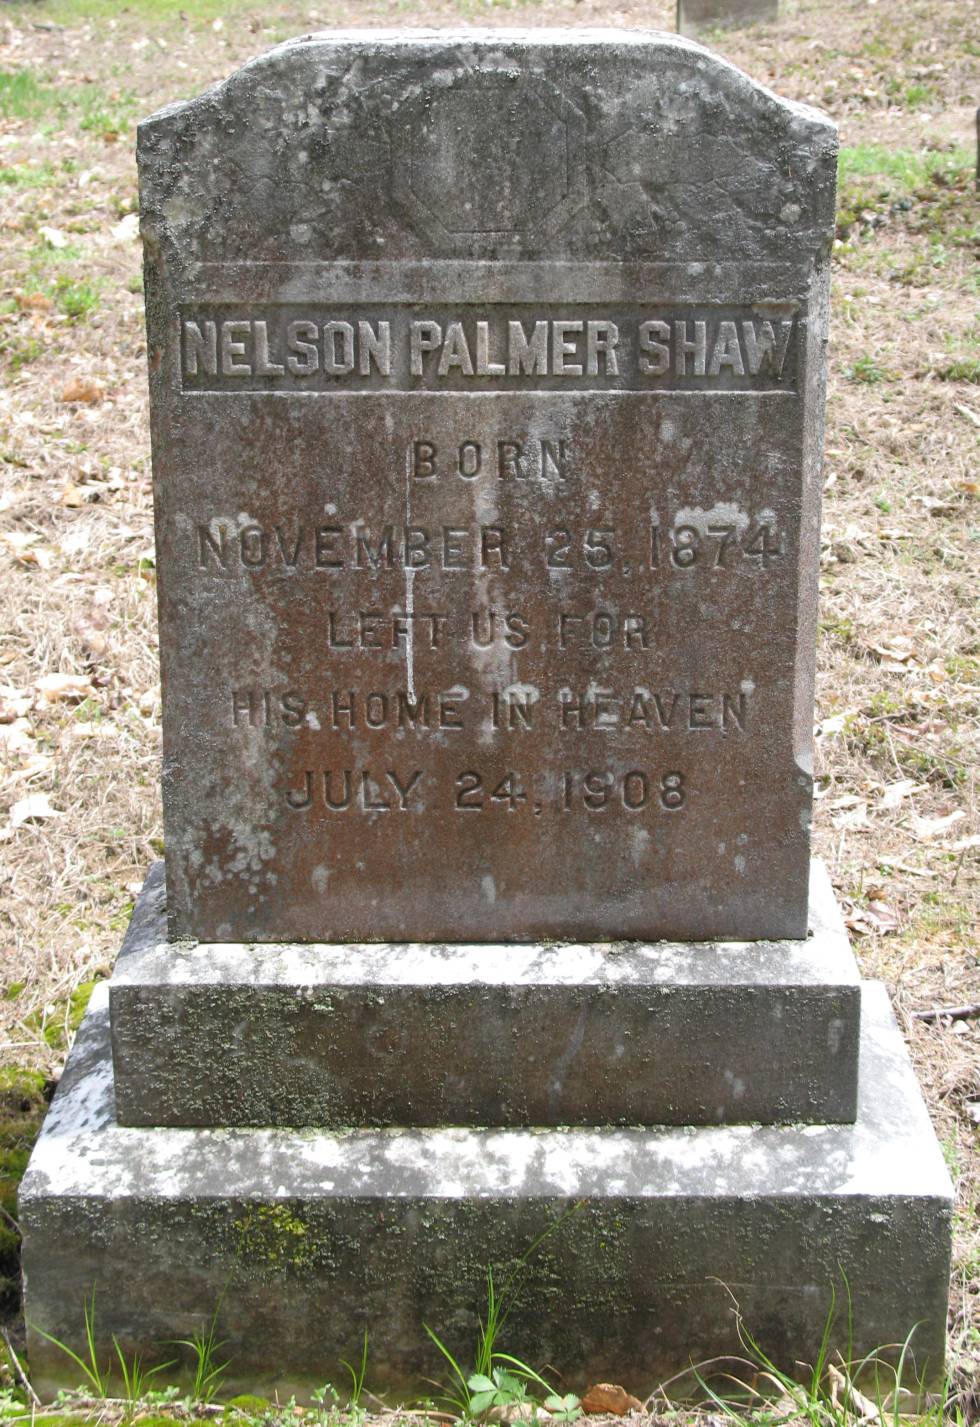 NELSON PALMER SHAW
BORN
NOVEMBER 25, 1874
LEFT US FOR
HIS HOME IN HEAVEN
JULY 24, 1908